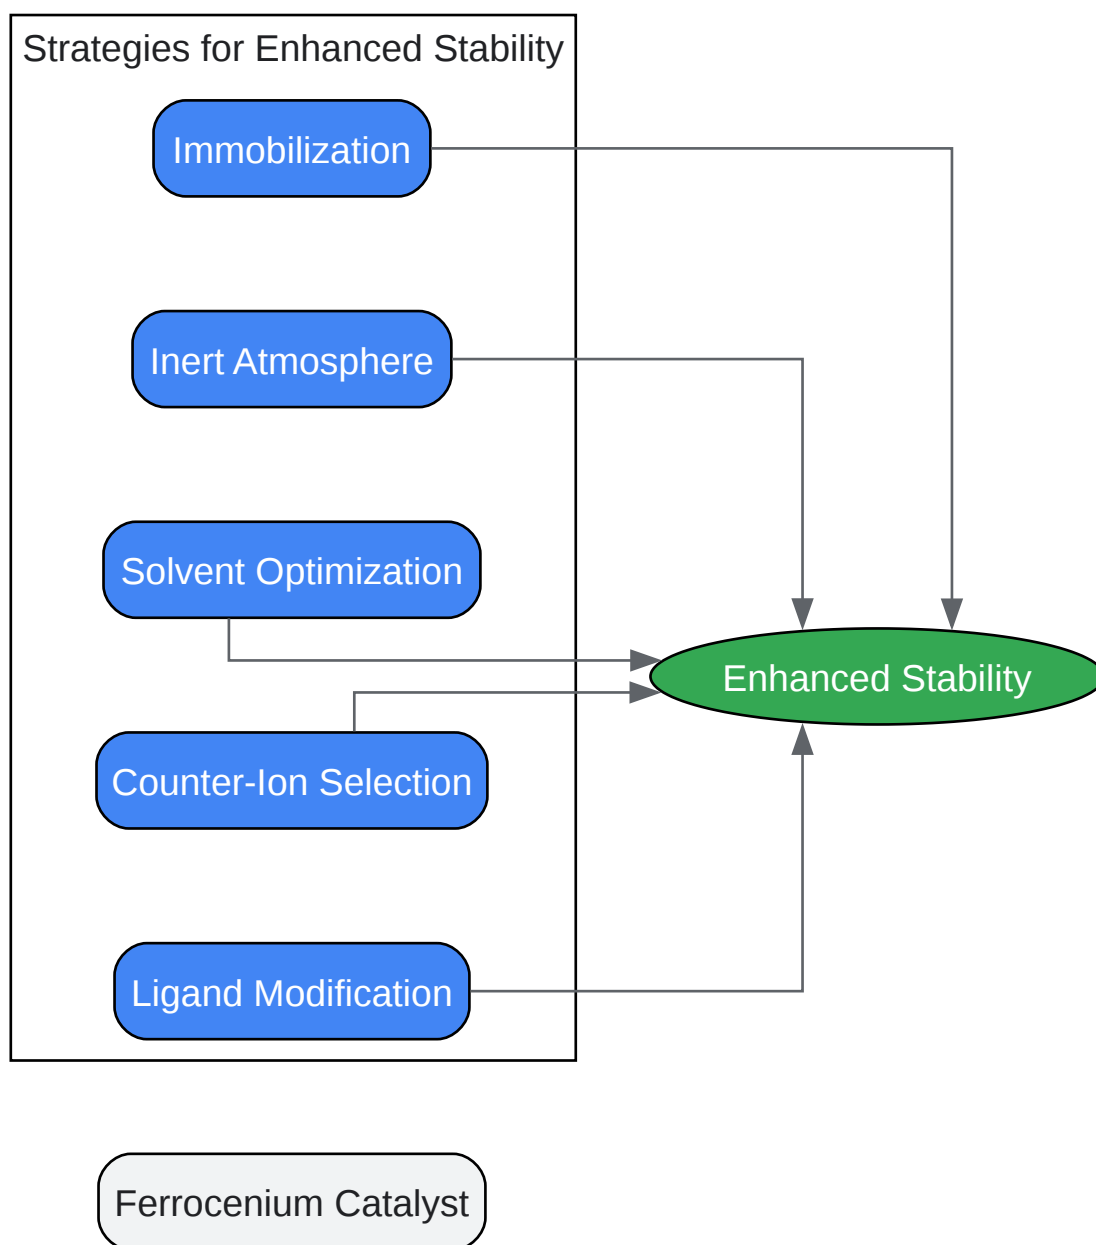 Strategies for Enhanced Stability
Immobilization
Inert Atmosphere
Solvent Optimization
Enhanced Stability
Counter-Ion Selection
Ligand Modification
Ferrocenium Catalyst